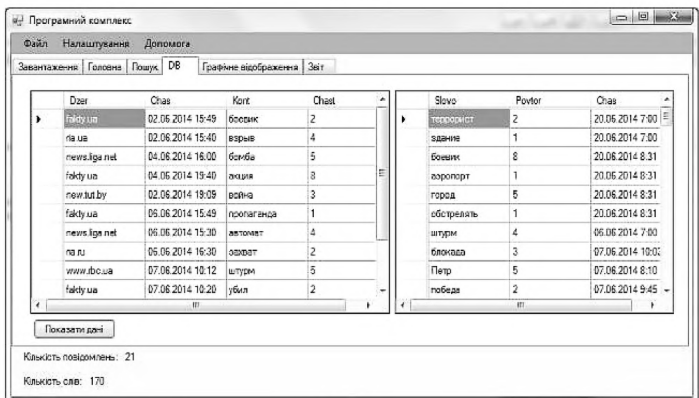 Програмний комплекс
Файл Налаштування Допомога
Завантаження Головна Пошук DB Графічне відображення Звіт
Dzer Chas Kont Chast
fakty.ua 02.06.2014 15:49 боевик 2
ria.ua 02.06.2014 15:40 взрыв 4
news.liga.net 04.06.2014 16:00 бомба 5
fakty.ua 04.06.2014 19:40 акция 8
new.tut.by 02.06.2014 19:09 война 3
fakty.ua 06.06.2014 15:49 пропаганда 1
news.liga.net 06.06.2014 15:30 автомат 4
ria.ru 06.06.2014 16:30 захват 2
www.rbc.ua 07.06.2014 10:12 штурм 5
fakty.ua 07.06.2014 10:20 убил 2
Slovo Povtor Chas
террорист 2 20.06.2014 7:00
здание 1 20.06.2014 7:00
боевик 8 20.06.2014 8:31
аэропорт 1 20.06.2014 8:31
город 5 20.06.2014 8:31
обстрелять 1 20.06.2014 8:31
штурм 4 06.06.2014 7:00
блокада 3 07.06.2014 10:02
Петр 5 07.06.2014 8:10
победа 2 07.06.2014 9:45
Показати дані
Кількість повідомлень: 21
Кількість слів: 170